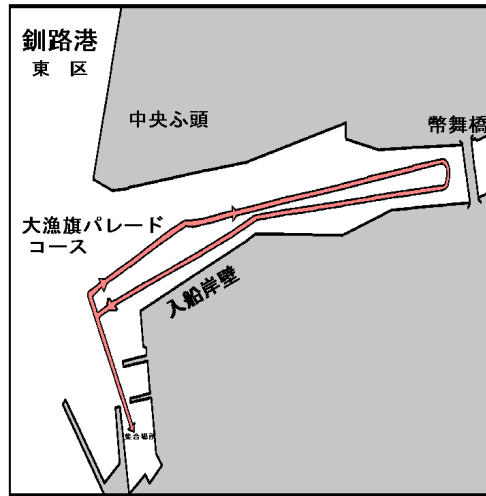 釧路港
東 区
中央ふ頭
幣舞橋
大漁旗パレード
コース
入船岸壁
集合場所